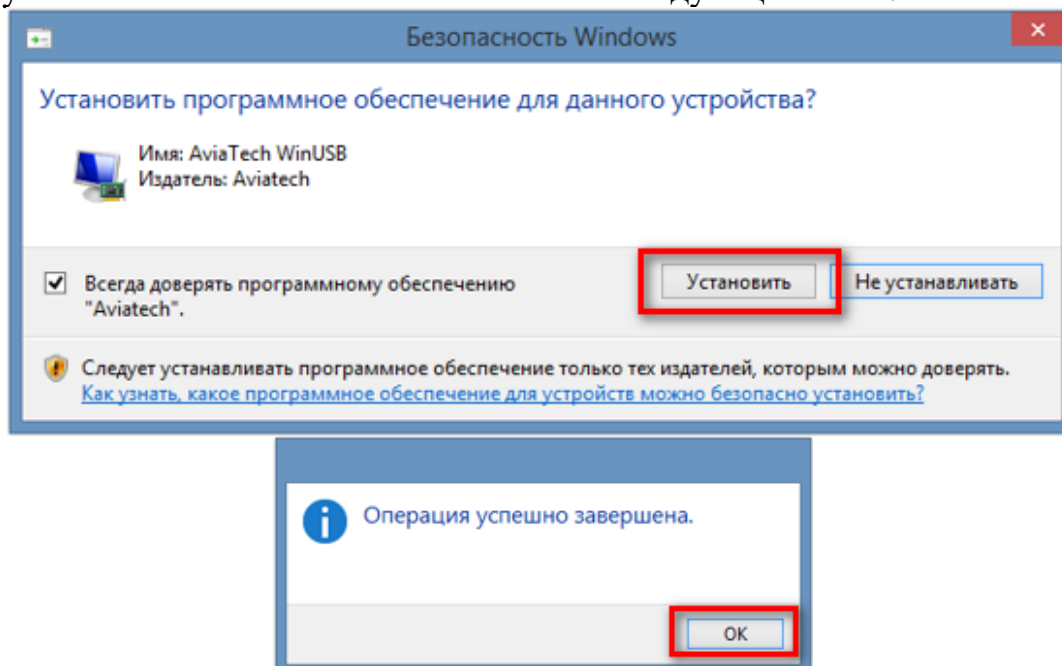 Безопасность Windows
Установить программное обеспечение для данного устройства?
Имя: AviaTech WinUSB
Издатель: Aviatech
Всегда доверять программному обеспечению
"Aviatech".
Установить
Не устанавливать
Следует устанавливать программное обеспечение только тех издателей, которым можно доверять.
Как узнать, какое программное обеспечение для устройств можно безопасно установить?
Операция успешно завершена.
ОК